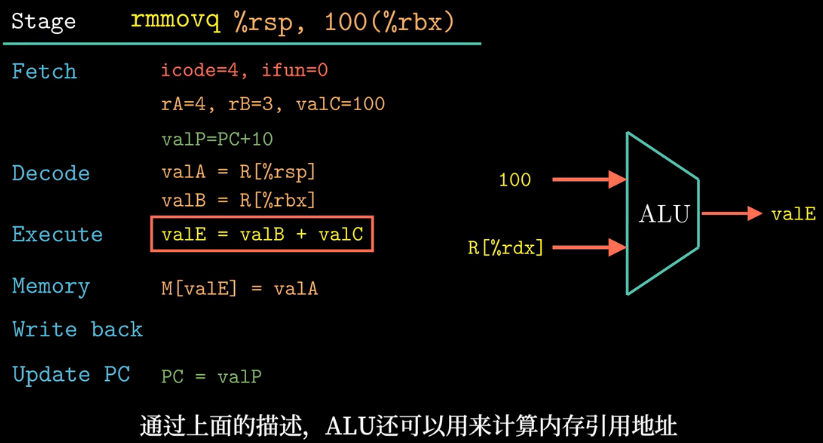 Stage rmmovq %rsp, 100(%rbx)
Fetch icode=4, ifun=0
rA=4, rB=3, valC=100
valP=PC+10
Decode valA = R[%rsp]
valB = R[%rbx]
Execute valE = valB + valC
Memory M[valE] = valA
Write back
Update PC PC = valP
100
ALU
valE
R[%rdx]
通过上面的描述，ALU还可以用来计算内存引用地址